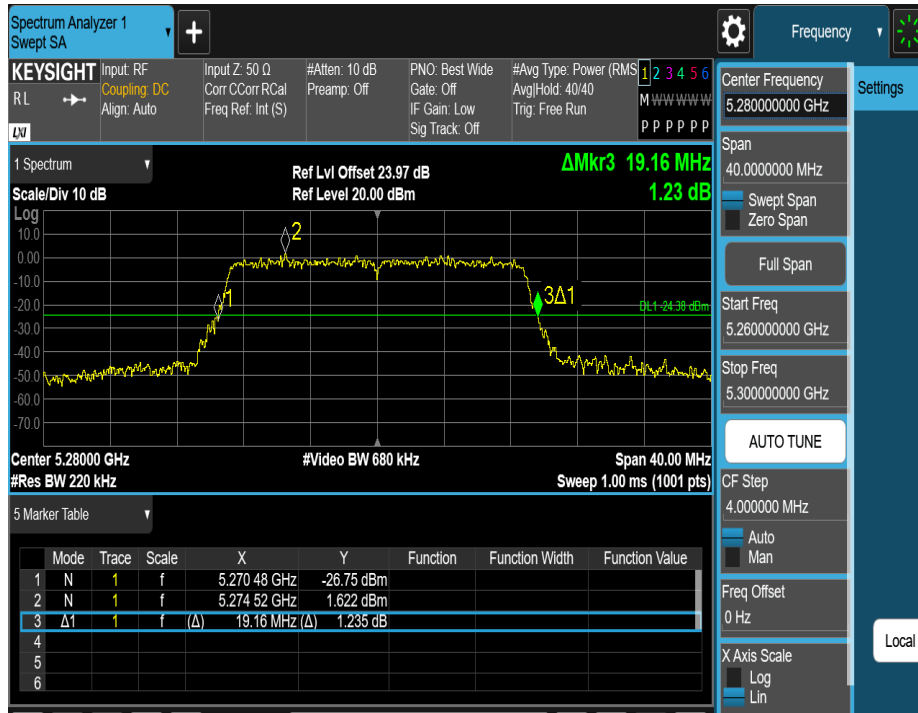 Spectrum Analyzer 1
Swept SA
+
Frequency
KEYSIGHT
RL
LXI
Input: RF
Coupling: DC
Align: Auto
Input Z: 50 Ω
Corr CCorr RCal
Freq Ref: Int (S)
#Atten: 10 dB
Preamp: Off
PNO: Best Wide
Gate: Off
IF Gain: Low
Sig Track: Off
#Avg Type: Power (RMS
Avg|Hold: 40/40
Trig: Free Run
1 2 3 4 5 6
M W W W W W
P P P P P P
1 Spectrum
Scale/Div 10 dB
Ref Lvl Offset 23.97 dB
Ref Level 20.00 dBm
ΔMkr3 19.16 MHz
1.23 dB
Log
10.0
0.00
-10.0
-20.0
-30.0
-40.0
-50.0
-60.0
-70.0
2
1
3Δ1
DL1 -24.38 dBm
Center 5.28000 GHz
#Video BW 680 kHz
Span 40.00 MHz
#Res BW 220 kHz
Sweep 1.00 ms (1001 pts)
5 Marker Table
Mode Trace Scale X Y Function Function Width Function Value
1 N 1 f 5.270 48 GHz -26.75 dBm
2 N 1 f 5.274 52 GHz 1.622 dBm
3 Δ1 1 f (Δ) 19.16 MHz (Δ) 1.235 dB
4
5
6
Center Frequency
5.280000000 GHz
Span
40.0000000 MHz
Swept Span
Zero Span
Full Span
Start Freq
5.260000000 GHz
Stop Freq
5.300000000 GHz
AUTO TUNE
CF Step
4.000000 MHz
Auto
Man
Freq Offset
0 Hz
X Axis Scale
Log
Lin
Settings
Local